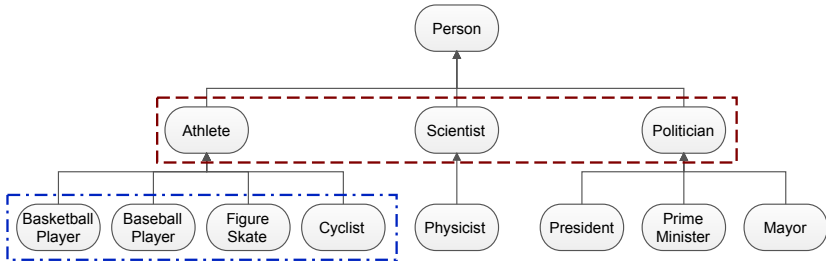 Person
Athlete
Scientist
Politician
Basketball
Player
Baseball
Player
Figure
Skate
Cyclist
Physicist
President
Prime
Minister
Mayor